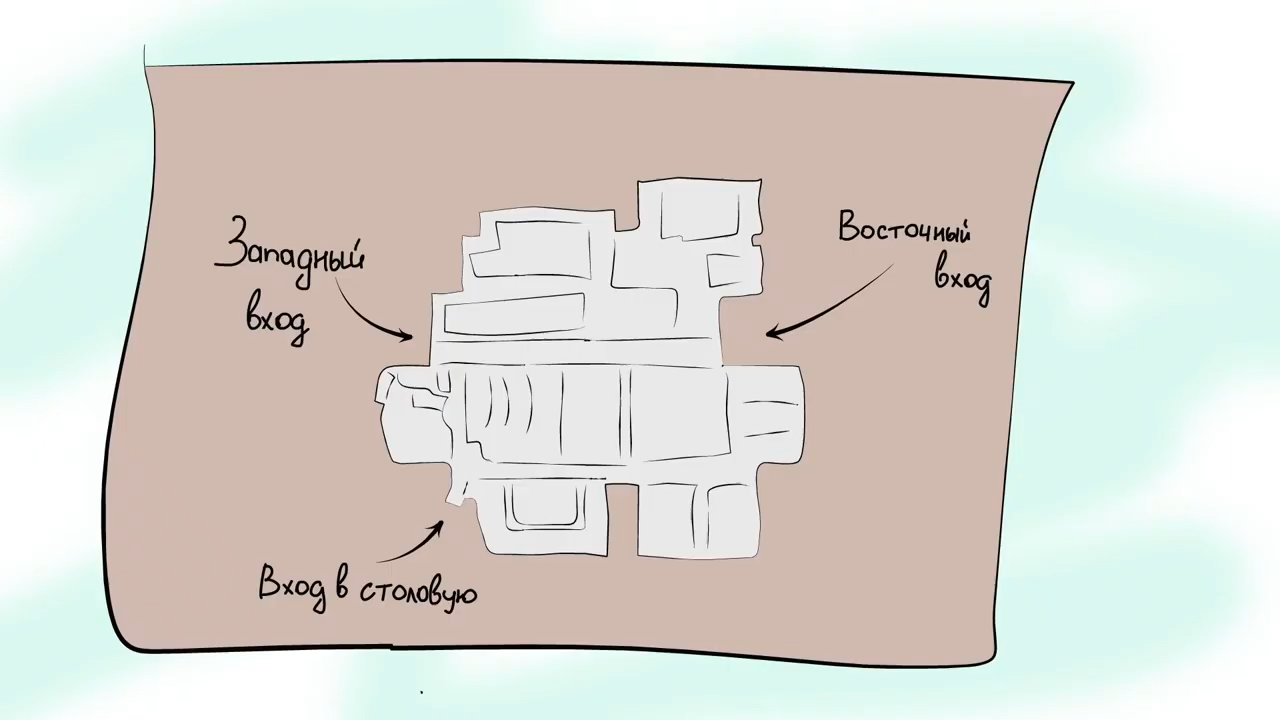 Западный
вход
Восточный
вход
Вход в столовую